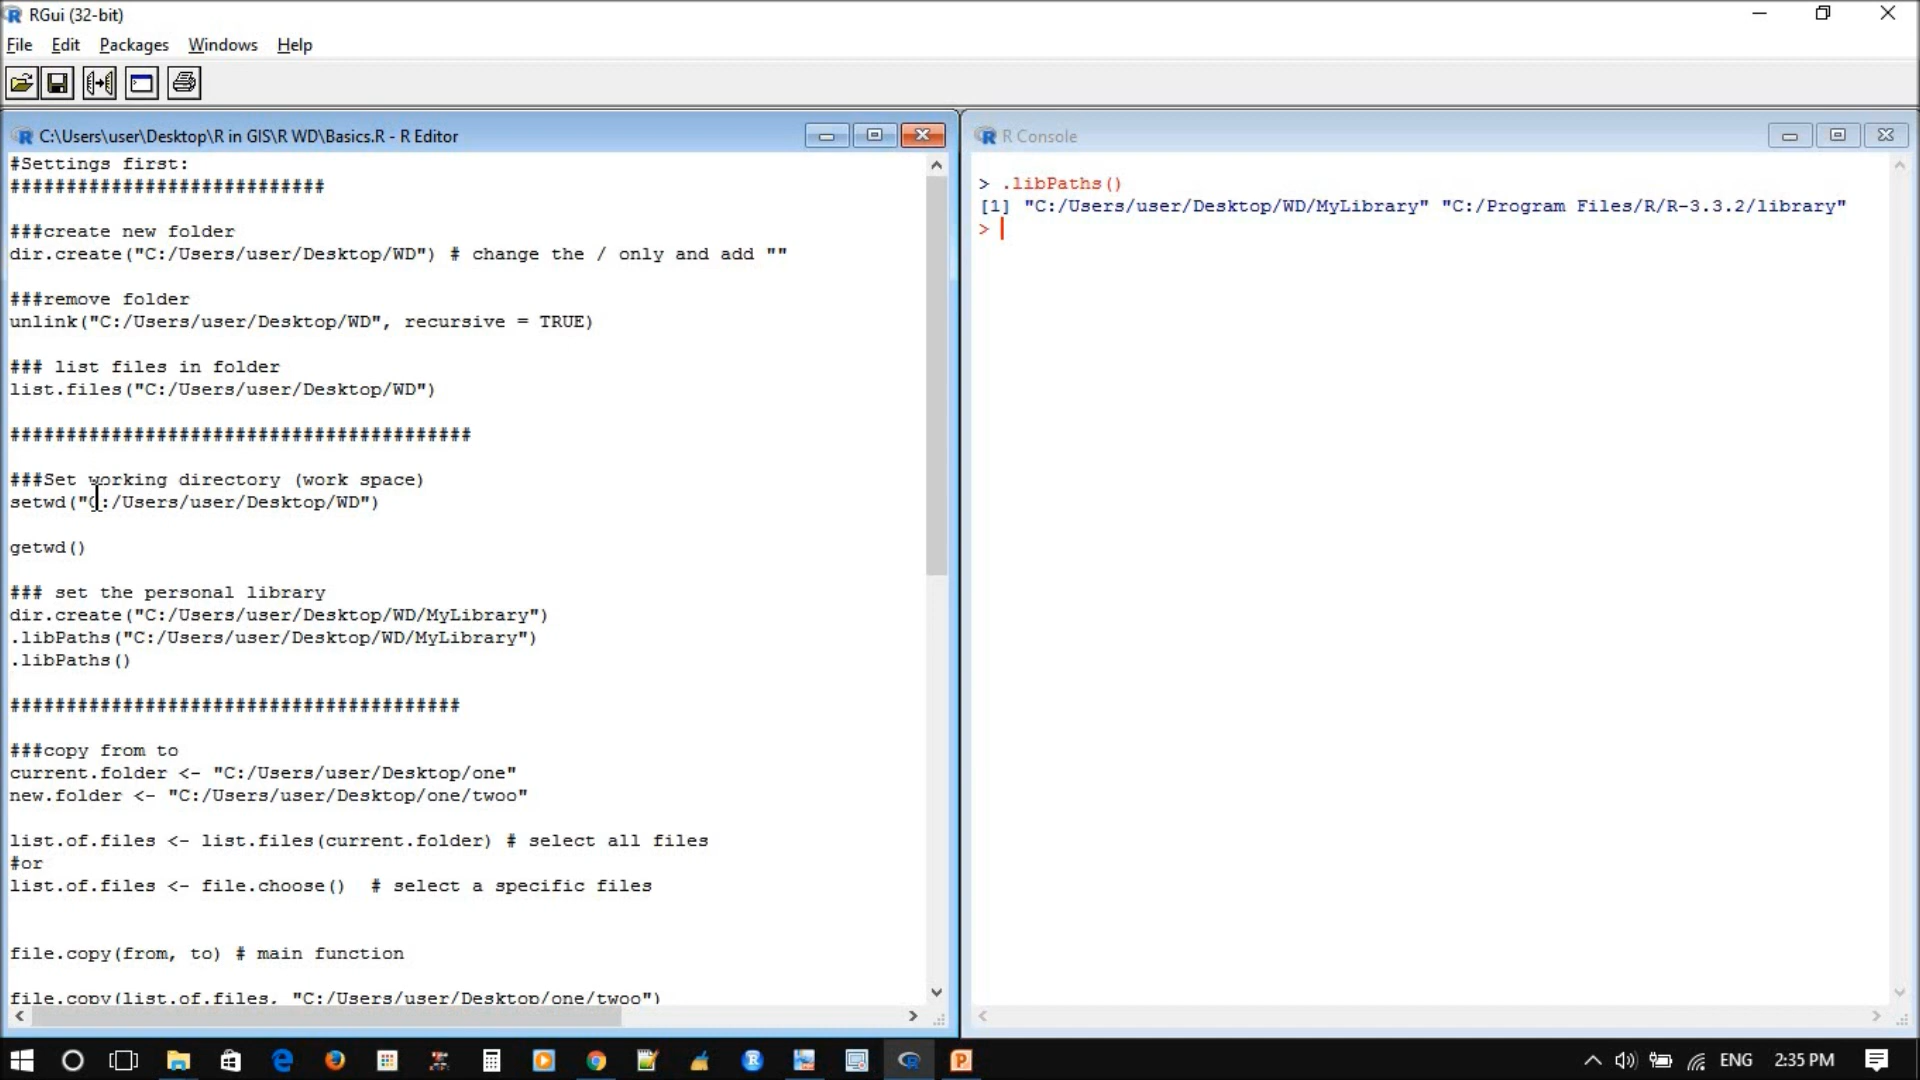 RGui (32-bit)
File Edit Packages Windows Help
C:\Users\user\Desktop\R in GIS\R WD\Basics.R - R Editor
#Settings first:
############################
###create new folder
dir.create("C:/Users/user/Desktop/WD") # change the / only and add ""
###remove folder
unlink("C:/Users/user/Desktop/WD", recursive = TRUE)
### list files in folder
list.files("C:/Users/user/Desktop/WD")
#########################################
###Set working directory (work space)
setwd("C:/Users/user/Desktop/WD")
getwd()
### set the personal library
dir.create("C:/Users/user/Desktop/WD/MyLibrary")
.libPaths("C:/Users/user/Desktop/WD/MyLibrary")
.libPaths()
########################################
###copy from to
current.folder <- "C:/Users/user/Desktop/one"
new.folder <- "C:/Users/user/Desktop/one/twoo"
list.of.files <- list.files(current.folder) # select all files
#or
list.of.files <- file.choose()  # select a specific files
file.copy(from, to) # main function
file.copy(list.of.files, "C:/Users/user/Desktop/one/twoo")
R Console
> .libPaths()
[1] "C:/Users/user/Desktop/WD/MyLibrary" "C:/Program Files/R/R-3.3.2/library"
>
ENG 2:35 PM